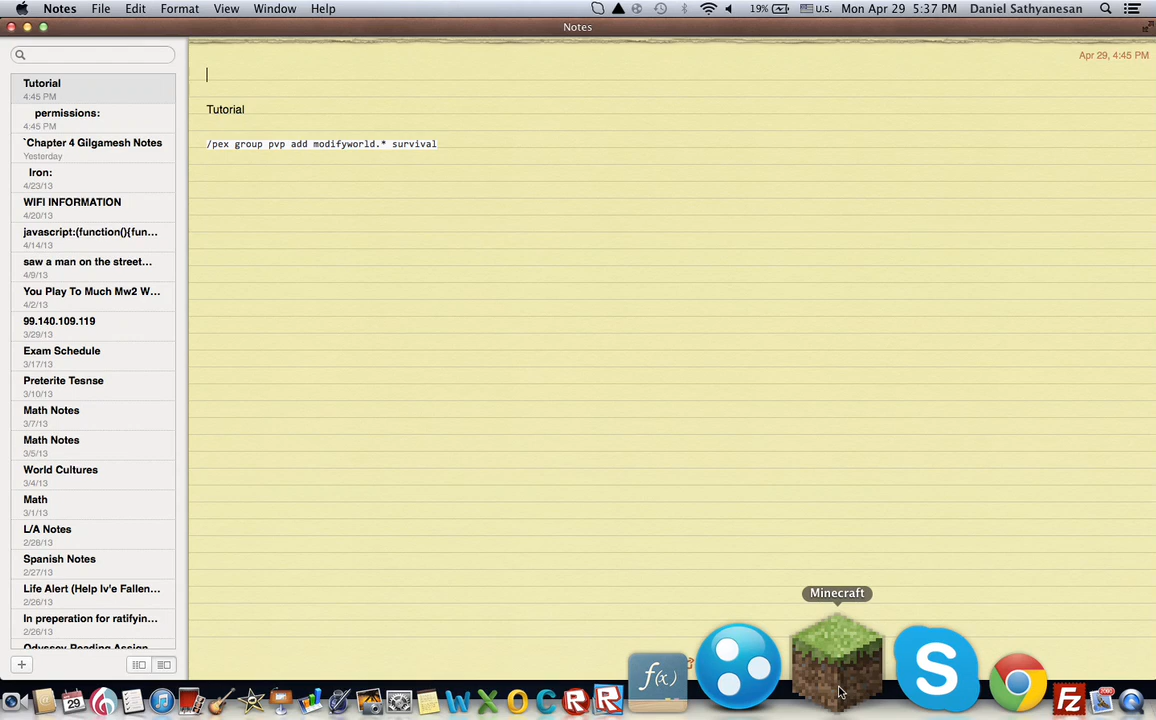 Notes File Edit Format View Window Help 19% U.S. Mon Apr 29 5:37 PM Daniel Sathyanesan
Notes
Apr 29, 4:45 PM
Tutorial
4:45 PM
permissions:
4:45 PM
`Chapter 4 Gilgamesh Notes
Yesterday
Iron:
4/23/13
WIFI INFORMATION
4/20/13
javascript:(function(){fun...
4/14/13
saw a man on the street...
4/9/13
You Play To Much Mw2 W...
4/2/13
99.140.109.119
3/29/13
Exam Schedule
3/17/13
Preterite Tesnse
3/10/13
Math Notes
3/7/13
Math Notes
3/5/13
World Cultures
3/4/13
Math
3/1/13
L/A Notes
2/28/13
Spanish Notes
2/27/13
Life Alert (Help Iv'e Fallen...
2/26/13
In preperation for ratifyin...
2/26/13
Odyssey Reading Assign
Tutorial
/pex group pvp add modifyworld.* survival
Minecraft
f(x)
S
29
W X O C R R
Fz